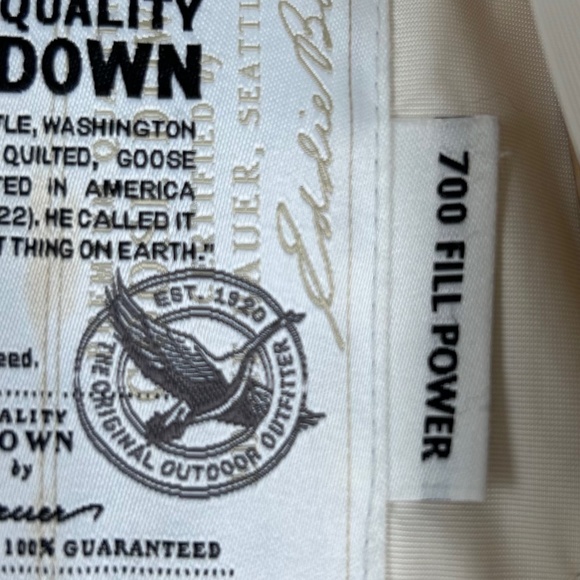 QUALITY
DOWN
TLE, WASHINGTON
QUILTED, GOOSE
TED IN AMERICA
22). HE CALLED IT
T THING ON EARTH."
EST. 1920
THE ORIGINAL OUTDOOR OUTFITTER
eed.
ALITY
OWN
by
100% GUARANTEED
AUER, SEATTL
Eddie B
700 FILL POWER